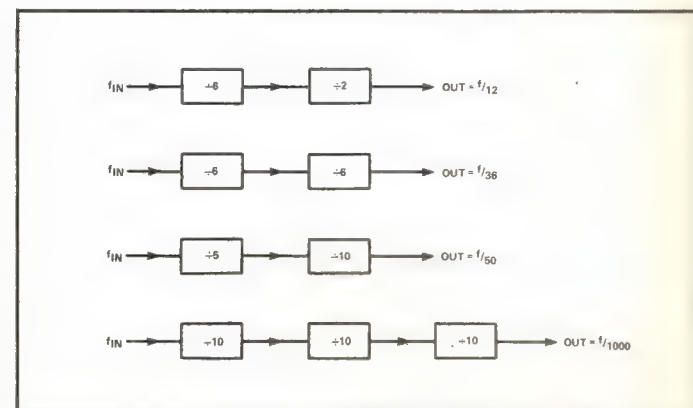 fIN ÷6 ÷2 OUT = f/12
fIN ÷6 ÷6 OUT = f/36
fIN ÷5 ÷10 OUT = f/50
fIN ÷10 ÷10 ÷10 OUT = f/1000